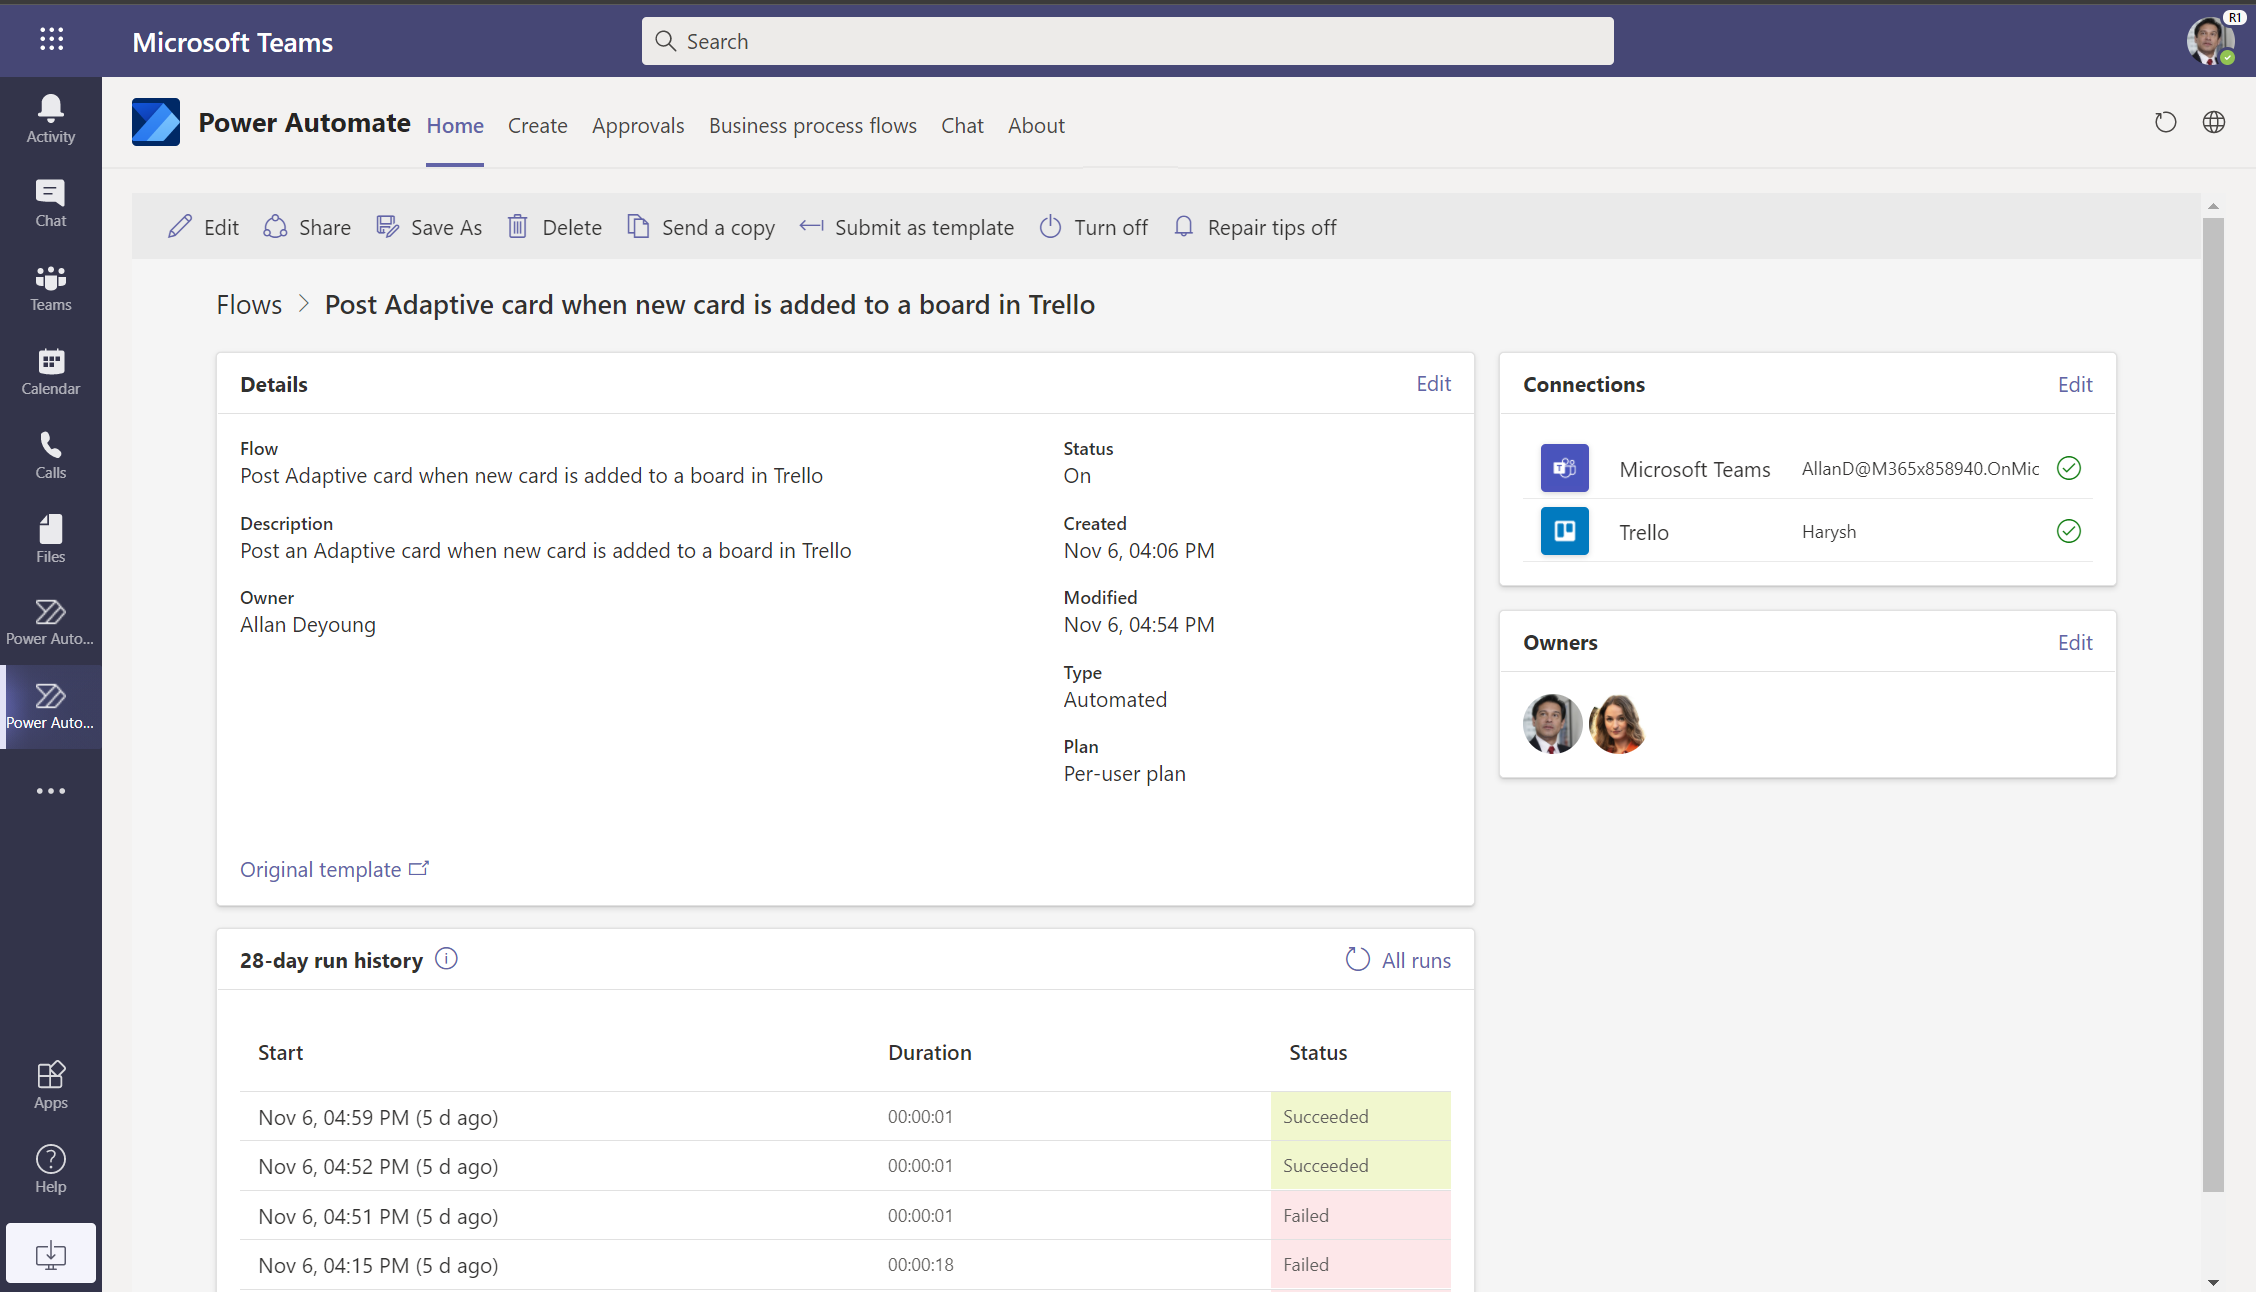 Microsoft Teams
Search
R1
Activity
Chat
Teams
Calendar
Calls
Files
Power Auto...
Power Auto...
Apps
Help
Power Automate Home Create Approvals Business process flows Chat About
Edit Share Save As Delete Send a copy Submit as template Turn off Repair tips off
Flows > Post Adaptive card when new card is added to a board in Trello
Details Edit
Flow
Post Adaptive card when new card is added to a board in Trello
Description
Post an Adaptive card when new card is added to a board in Trello
Owner
Allan Deyoung
Status
On
Created
Nov 6, 04:06 PM
Modified
Nov 6, 04:54 PM
Type
Automated
Plan
Per-user plan
Original template
Connections Edit
Microsoft Teams AllanD@M365x858940.OnMic
Trello Harysh
Owners Edit
28-day run history All runs
Start Duration Status
Nov 6, 04:59 PM (5 d ago) 00:00:01 Succeeded
Nov 6, 04:52 PM (5 d ago) 00:00:01 Succeeded
Nov 6, 04:51 PM (5 d ago) 00:00:01 Failed
Nov 6, 04:15 PM (5 d ago) 00:00:18 Failed